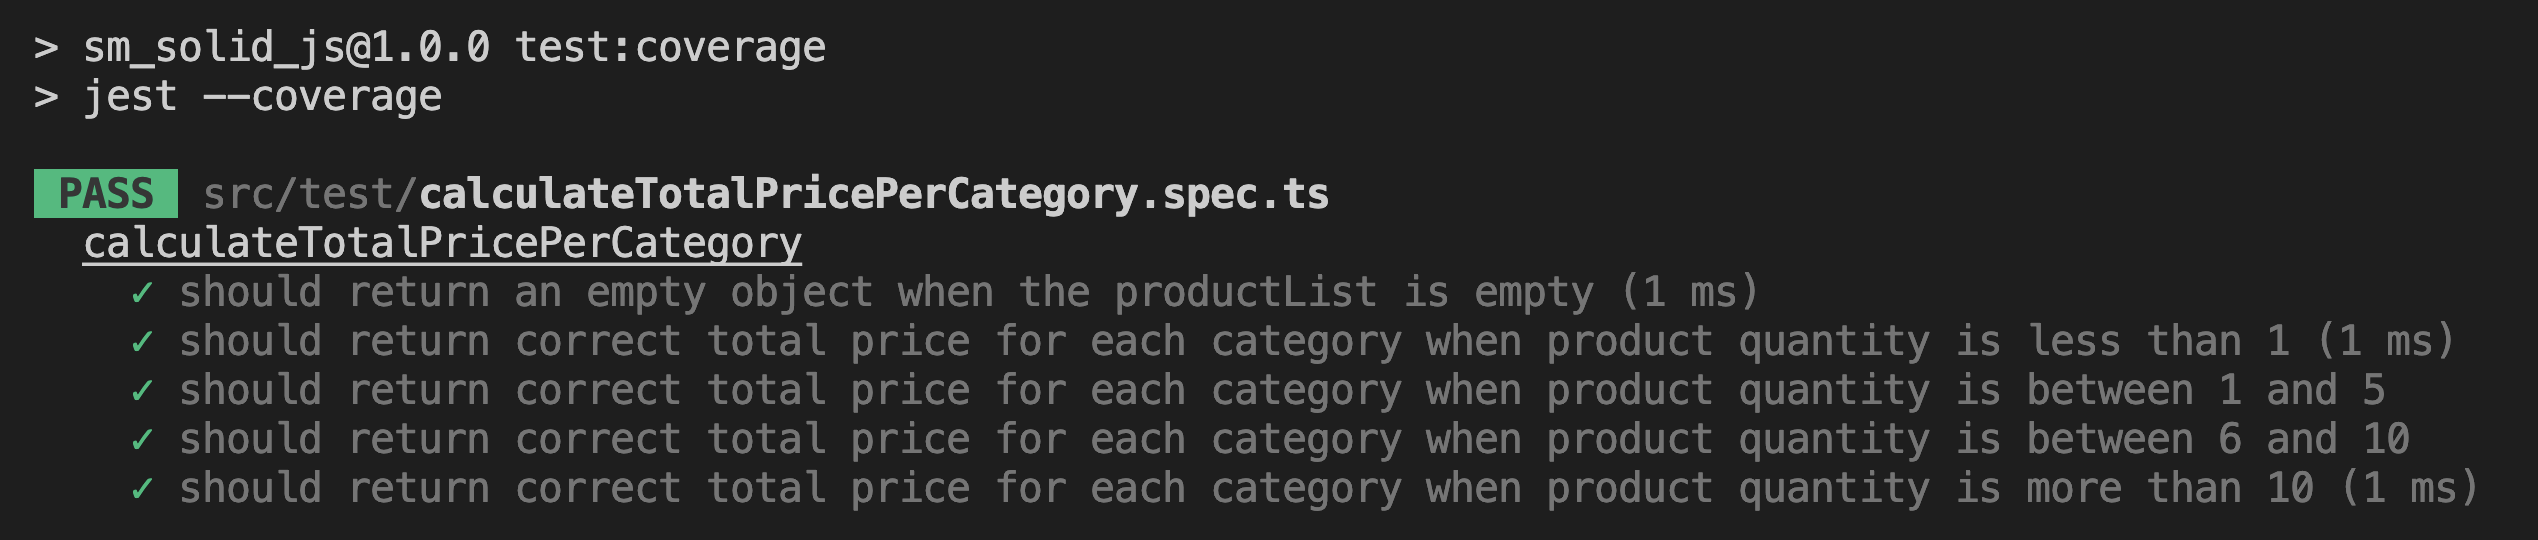 > sm_solid_js@1.0.0 test:coverage
> jest --coverage
PASS src/test/calculateTotalPricePerCategory.spec.ts
calculateTotalPricePerCategory
✓ should return an empty object when the productList is empty (1 ms)
✓ should return correct total price for each category when product quantity is less than 1 (1 ms)
✓ should return correct total price for each category when product quantity is between 1 and 5
✓ should return correct total price for each category when product quantity is between 6 and 10
✓ should return correct total price for each category when product quantity is more than 10 (1 ms)